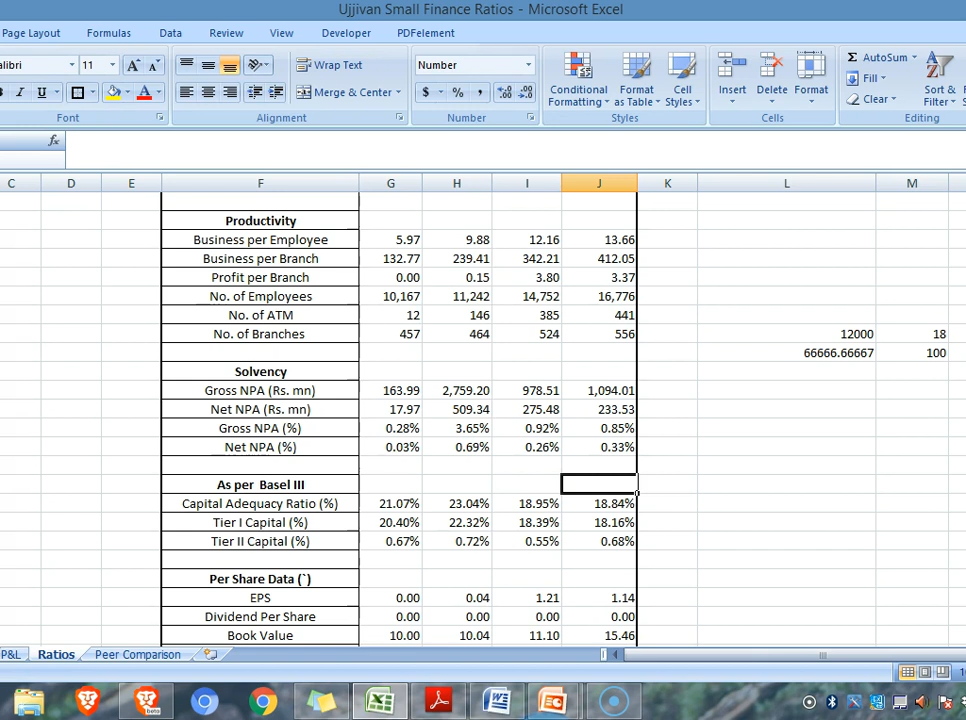 Ujjivan Small Finance Ratios - Microsoft Excel
Page Layout Formulas Data Review View Developer PDFelement
alibri 11 A A Wrap Text Number AutoSum
Conditional Formatting Format as Table Cell Styles Insert Delete Format Fill Sort & Filter
I U A Merge & Center $ % , .00 .0 Clear
Font Alignment Number Styles Cells Editing
fx
C D E F G H I J K L M
Productivity
Business per Employee 5.97 9.88 12.16 13.66
Business per Branch 132.77 239.41 342.21 412.05
Profit per Branch 0.00 0.15 3.80 3.37
No. of Employees 10,167 11,242 14,752 16,776
No. of ATM 12 146 385 441
No. of Branches 457 464 524 556 12000 18
66666.66667 100
Solvency
Gross NPA (Rs. mn) 163.99 2,759.20 978.51 1,094.01
Net NPA (Rs. mn) 17.97 509.34 275.48 233.53
Gross NPA (%) 0.28% 3.65% 0.92% 0.85%
Net NPA (%) 0.03% 0.69% 0.26% 0.33%
As per Basel III
Capital Adequacy Ratio (%) 21.07% 23.04% 18.95% 18.84%
Tier I Capital (%) 20.40% 22.32% 18.39% 18.16%
Tier II Capital (%) 0.67% 0.72% 0.55% 0.68%
Per Share Data (`)
EPS 0.00 0.04 1.21 1.14
Dividend Per Share 0.00 0.00 0.00 0.00
Book Value 10.00 10.04 11.10 15.46
P&L Ratios Peer Comparison
beta